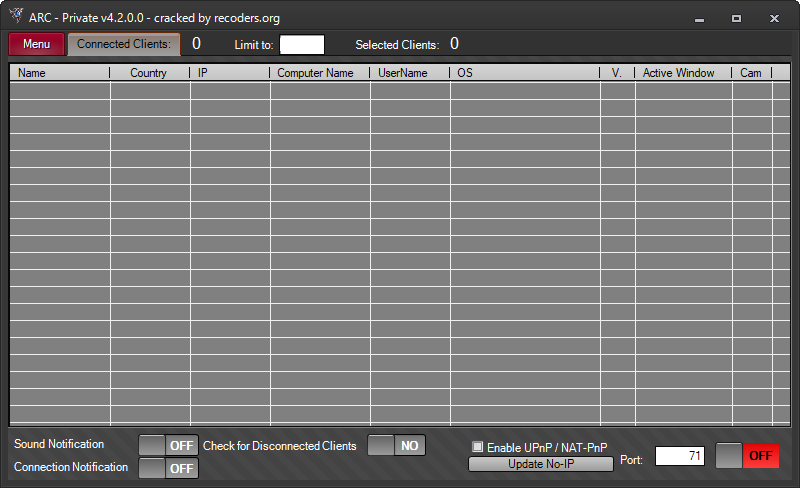 ARC - Private v4.2.0.0 - cracked by recoders.org
Menu Connected Clients: 0 Limit to: Selected Clients: 0
Name Country IP Computer Name UserName OS V. Active Window Cam
Sound Notification OFF Check for Disconnected Clients NO Enable UPnP / NAT-PnP
Connection Notification OFF Update No-IP Port: 71 OFF